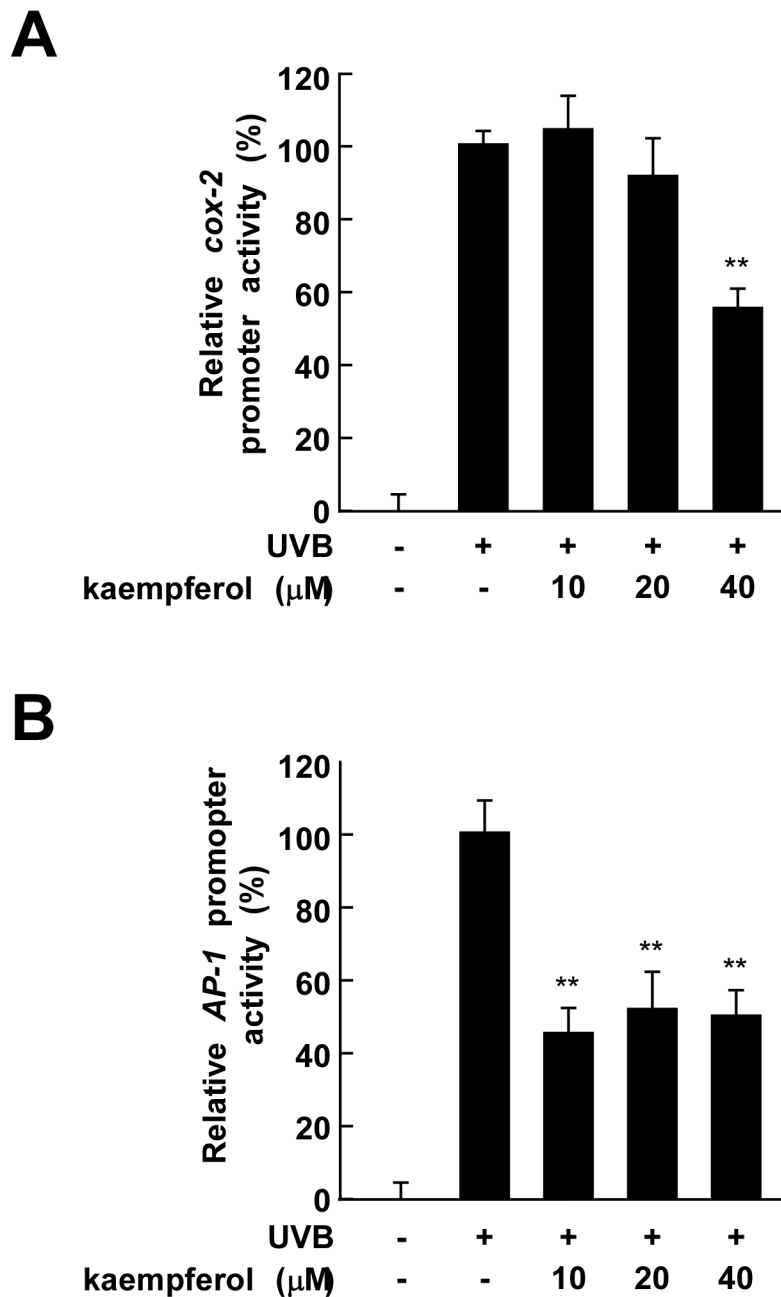 A
Relative cox-2
promoter activity (%)
120
100
80
60
40
20
0
**
UVB - + + + +
kaempferol (μM) - - 10 20 40
B
Relative AP-1 promopter
activity (%)
120
100
80
60
40
20
0
** ** **
UVB - + + + +
kaempferol (μM) - - 10 20 40